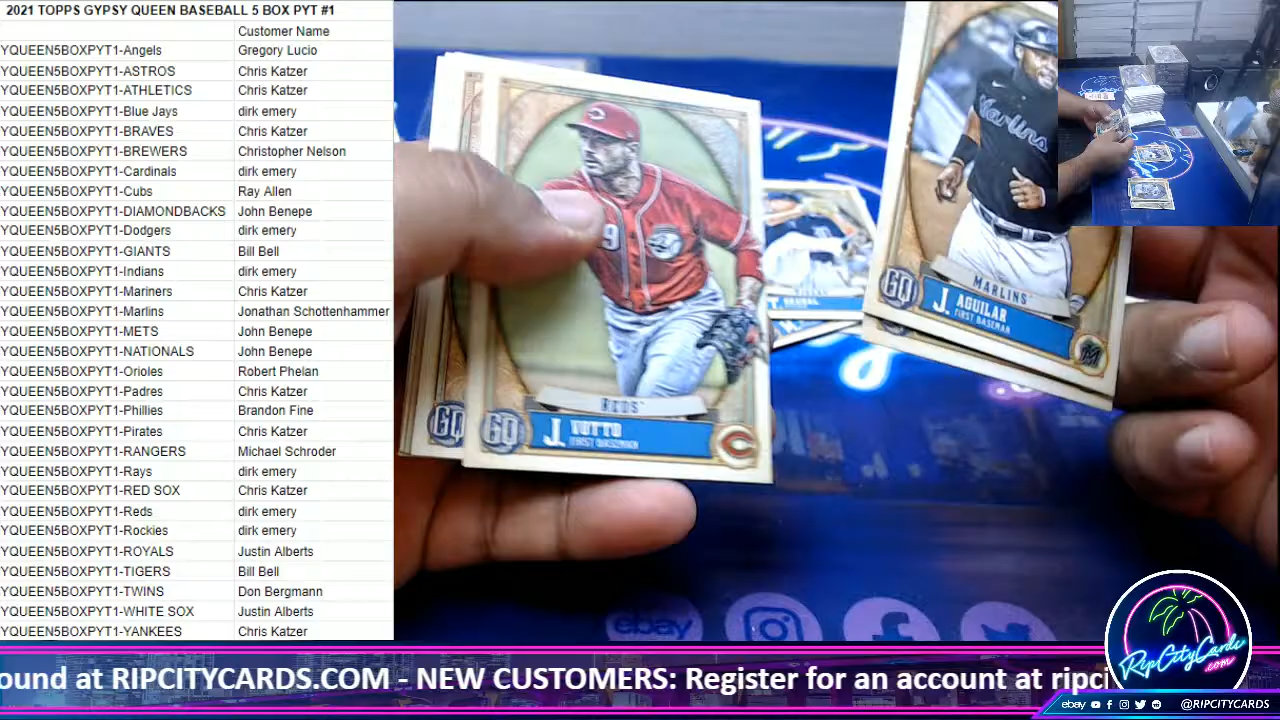 2021 TOPPS GYPSY QUEEN BASEBALL 5 BOX PYT #1
Customer Name
YQUEEN5BOXPYT1-Angels Gregory Lucio
YQUEEN5BOXPYT1-ASTROS Chris Katzer
YQUEEN5BOXPYT1-ATHLETICS Chris Katzer
YQUEEN5BOXPYT1-Blue Jays dirk emery
YQUEEN5BOXPYT1-BRAVES Chris Katzer
YQUEEN5BOXPYT1-BREWERS Christopher Nelson
YQUEEN5BOXPYT1-Cardinals dirk emery
YQUEEN5BOXPYT1-Cubs Ray Allen
YQUEEN5BOXPYT1-DIAMONDBACKS John Benepe
YQUEEN5BOXPYT1-Dodgers dirk emery
YQUEEN5BOXPYT1-GIANTS Bill Bell
YQUEEN5BOXPYT1-Indians dirk emery
YQUEEN5BOXPYT1-Mariners Chris Katzer
YQUEEN5BOXPYT1-Marlins Jonathan Schottenhammer
YQUEEN5BOXPYT1-METS John Benepe
YQUEEN5BOXPYT1-NATIONALS John Benepe
YQUEEN5BOXPYT1-Orioles Robert Phelan
YQUEEN5BOXPYT1-Padres Chris Katzer
YQUEEN5BOXPYT1-Phillies Brandon Fine
YQUEEN5BOXPYT1-Pirates Chris Katzer
YQUEEN5BOXPYT1-RANGERS Michael Schroder
YQUEEN5BOXPYT1-Rays dirk emery
YQUEEN5BOXPYT1-RED SOX Chris Katzer
YQUEEN5BOXPYT1-Reds dirk emery
YQUEEN5BOXPYT1-Rockies dirk emery
YQUEEN5BOXPYT1-ROYALS Justin Alberts
YQUEEN5BOXPYT1-TIGERS Bill Bell
YQUEEN5BOXPYT1-TWINS Don Bergmann
YQUEEN5BOXPYT1-WHITE SOX Justin Alberts
YQUEEN5BOXPYT1-YANKEES Chris Katzer
Marlins
MARLINS
GQ J. AGUILAR
FIRST BASEMAN
9
REDS
GQ GQ J. VOTTO
FIRST BASEMAN
ebay
ound at RIPCITYCARDS.COM - NEW CUSTOMERS: Register for an account at ripci
RipCityCards
.com
ebay @RIPCITYCARDS